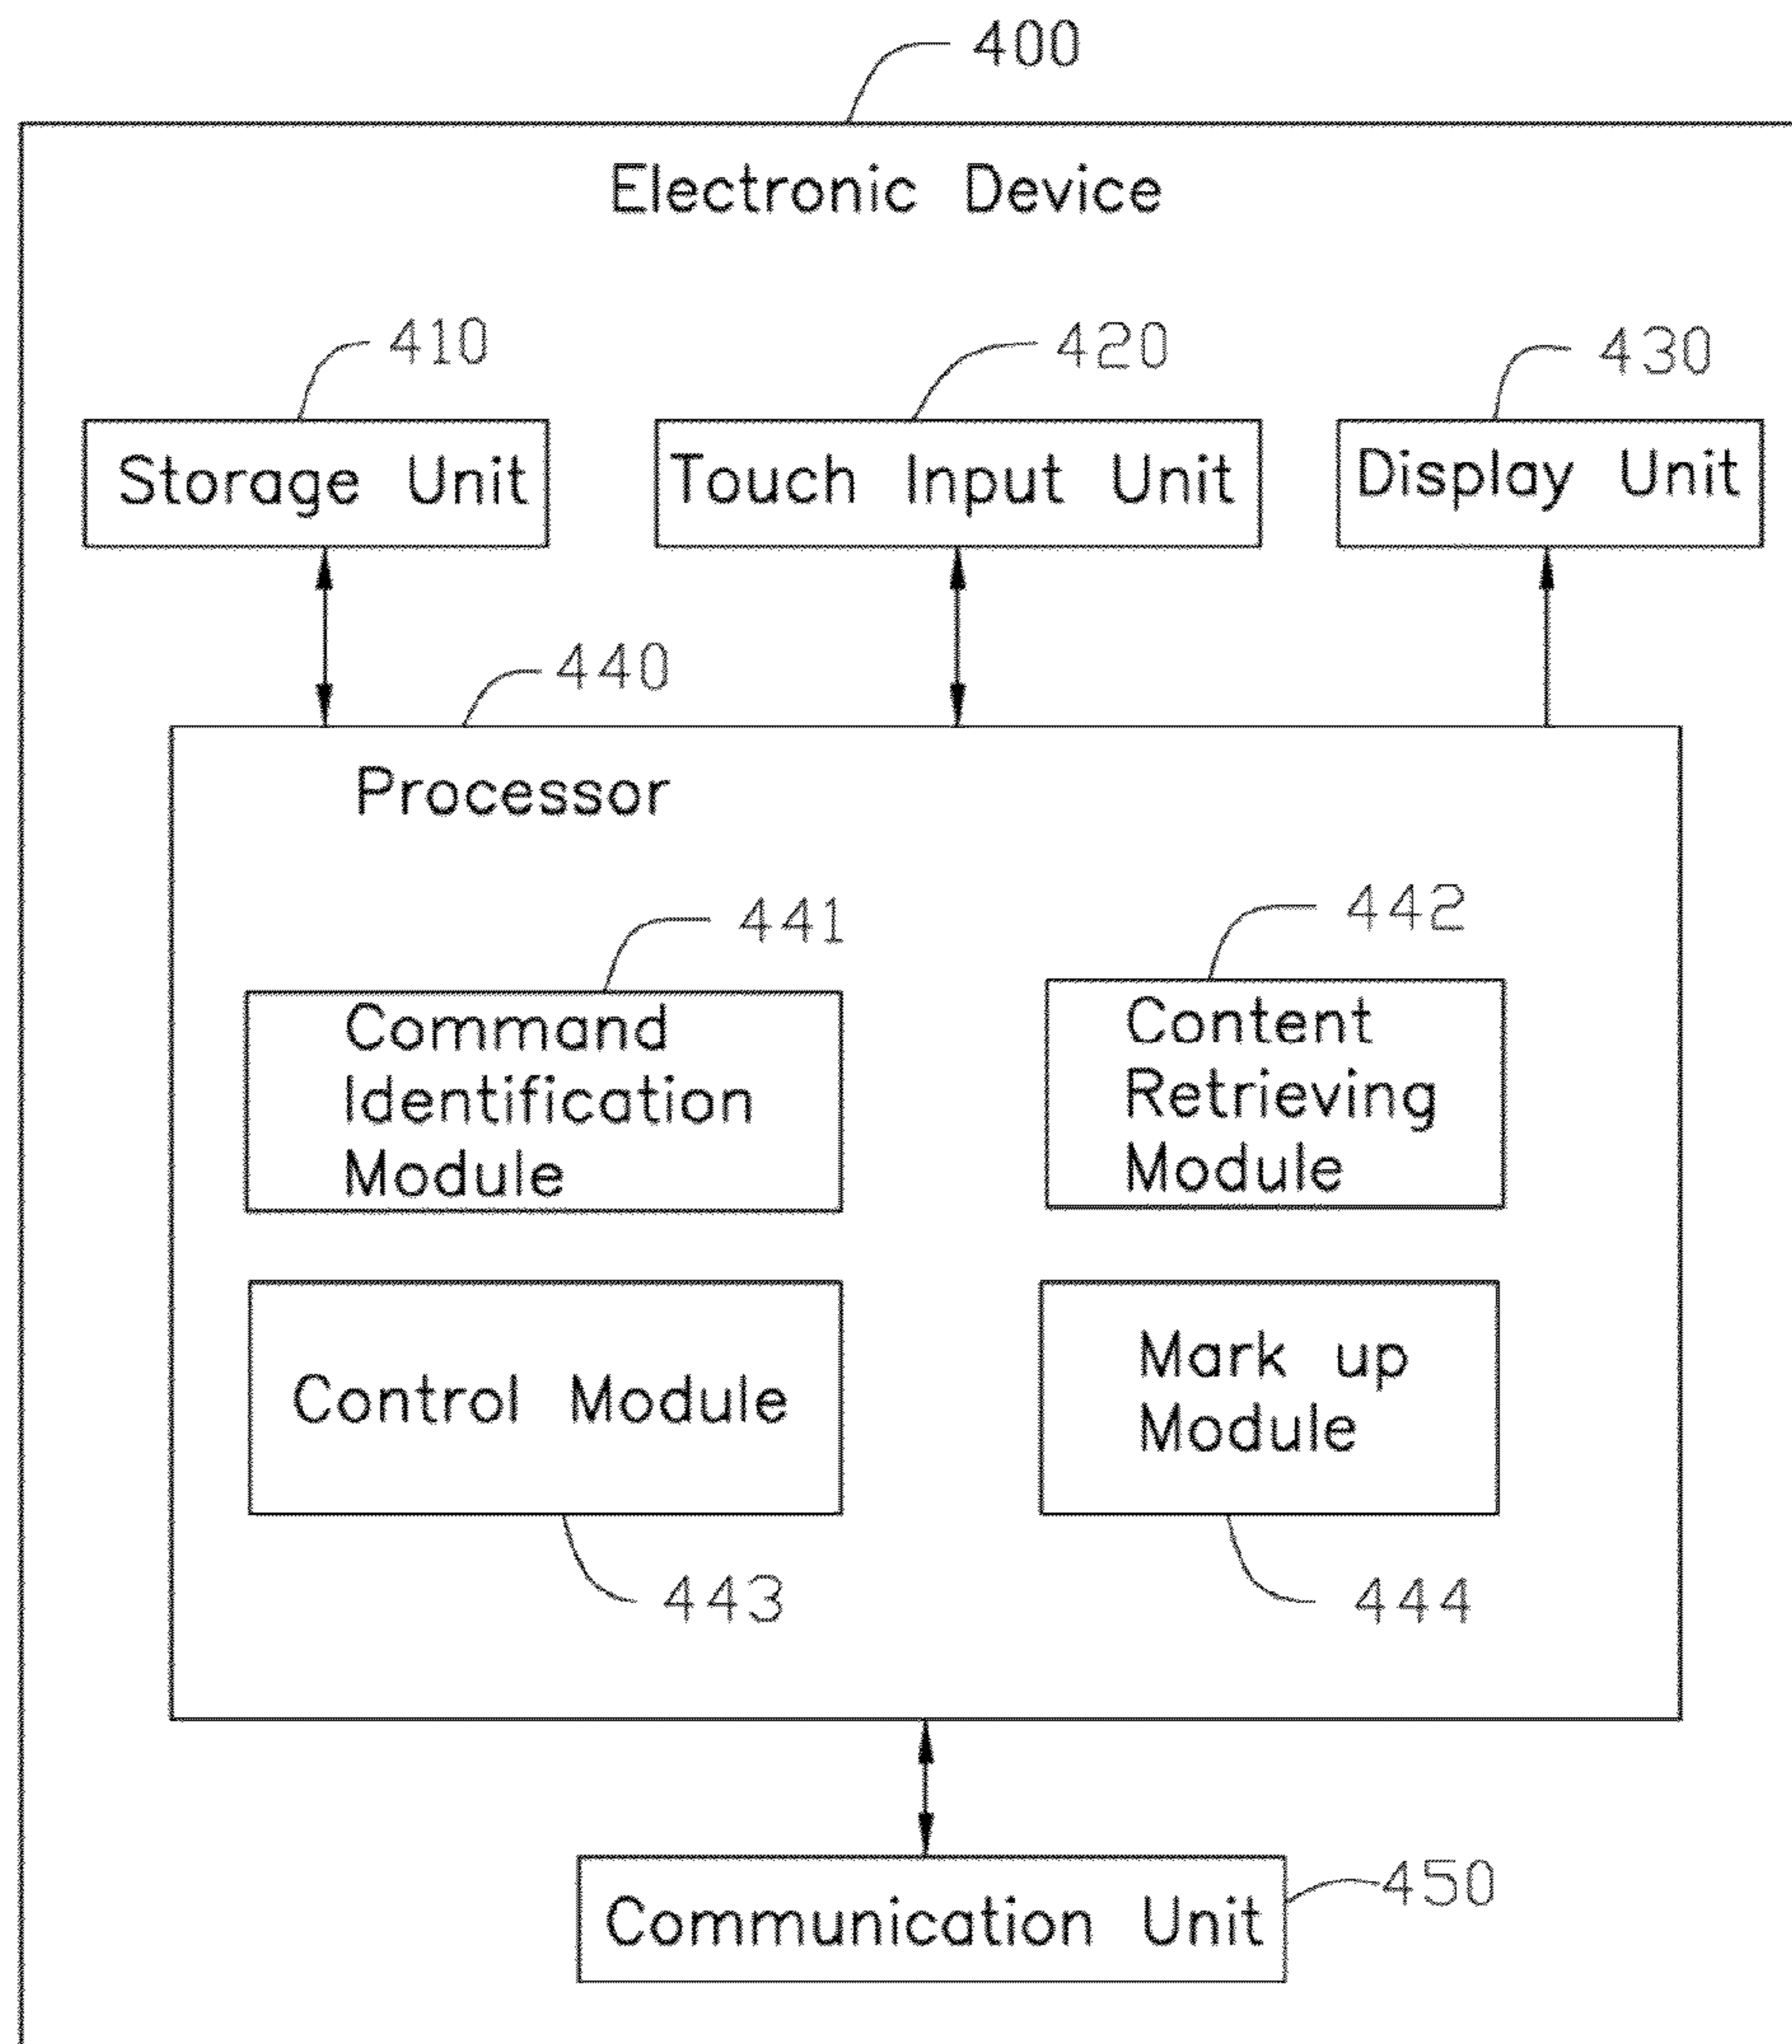 400
Electronic Device
410
420
430
Storage Unit
Touch Input Unit
Display Unit
440
Processor
441
442
Command
Identification
Module
Content
Retrieving
Module
Control Module
Mark up
Module
443
444
450
Communication Unit